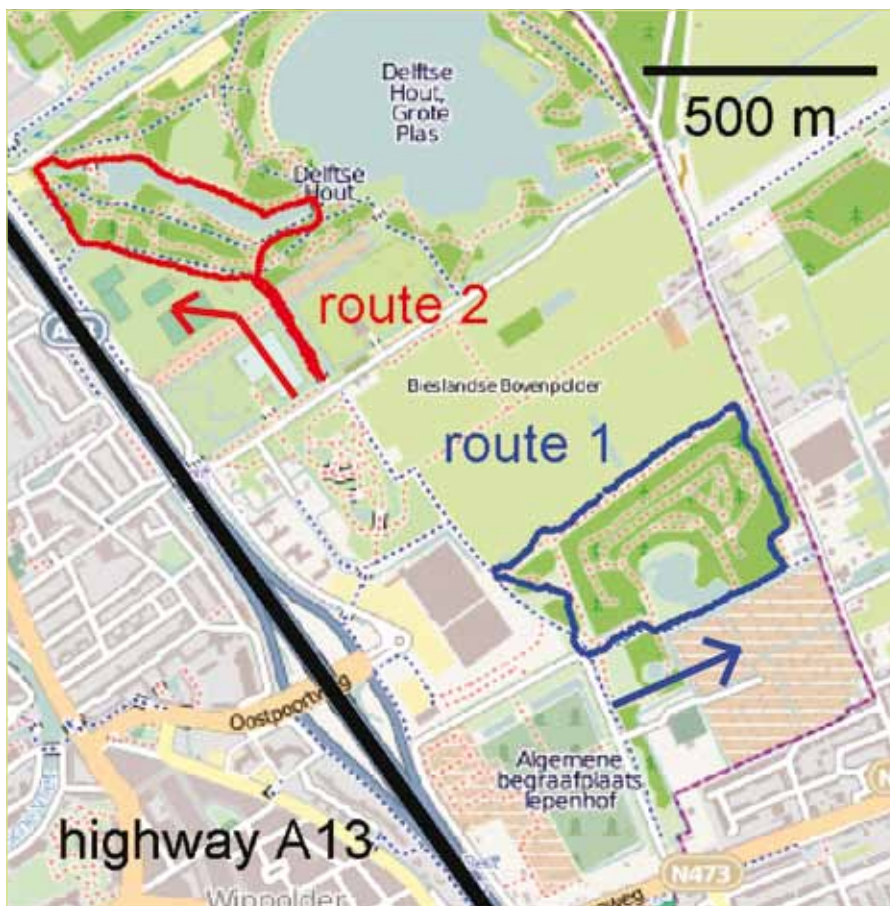 Delftse
Hout,
Grote
Plas
500 m
Delftse
Hout
route 2
Bieslandse Bovenpolder
route 1
Oostpoortweg
Algemene
begraafplaats
Iepenhof
highway A13
N473
Wippolder